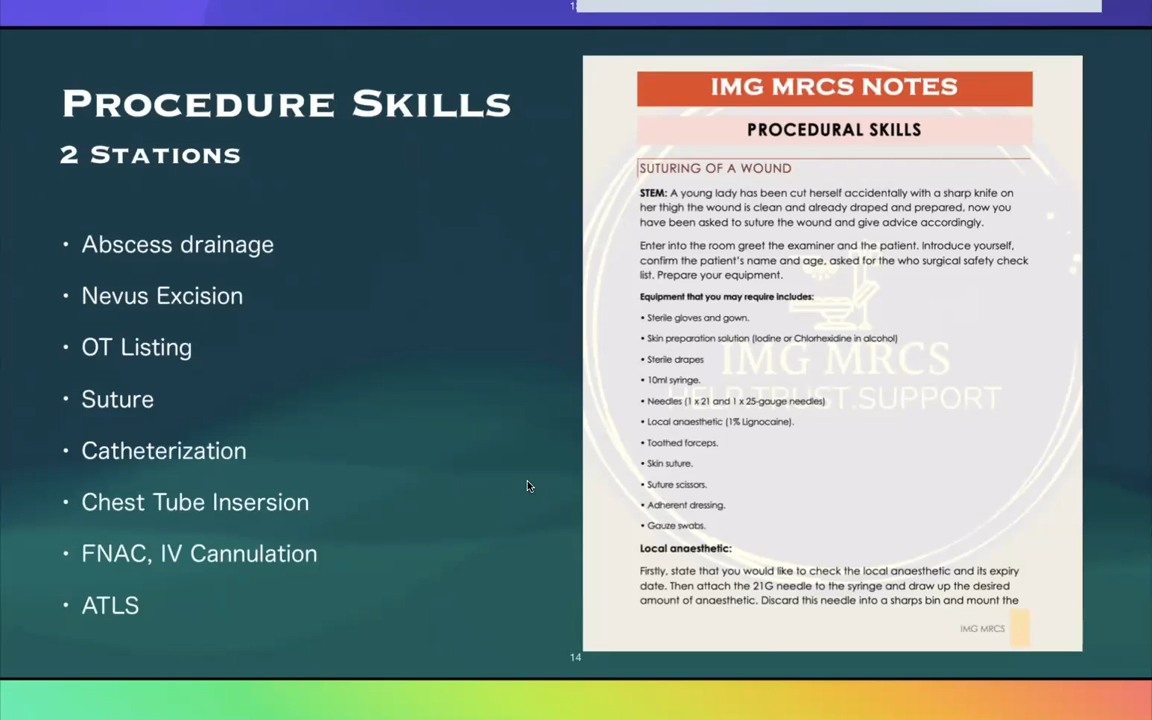 Procedure Skills
2 Stations
• Abscess drainage
• Nevus Excision
• OT Listing
• Suture
• Catheterization
• Chest Tube Insersion
• FNAC, IV Cannulation
• ATLS
IMG MRCS NOTES
PROCEDURAL SKILLS
SUTURING OF A WOUND
STEM: A young lady has been cut herself accidentally with a sharp knife on
her thigh the wound is clean and already draped and prepared, now you
have been asked to suture the wound and give advice accordingly.
Enter into the room greet the examiner and the patient. Introduce yourself,
confirm the patient's name and age, asked for the who surgical safety check
list. Prepare your equipment.
Equipment that you may require includes:
• Sterile gloves and gown.
• Skin preparation solution (Iodine or Chlorhexidine in alcohol)
• Sterile drapes
• 10ml syringe.
• Needles (1 x 21 and 1 x 25-gauge needles)
• Local anaesthetic (1% Lignocaine).
• Toothed forceps.
• Skin suture.
• Suture scissors.
• Adherent dressing.
• Gauze swabs.
Local anaesthetic:
Firstly, state that you would like to check the local anaesthetic and its expiry
date. Then attach the 21G needle to the syringe and draw up the desired
amount of anaesthetic. Discard this needle into a sharps bin and mount the
IMG MRCS
HELP.TRUST.SUPPORT
IMG MRCS
14